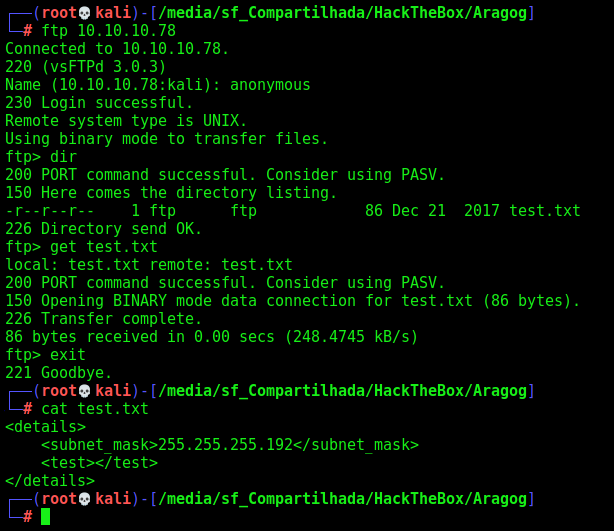 ┌──(root💀kali)-[/media/sf_Compartilhada/HackTheBox/Aragog]
└─# ftp 10.10.10.78
Connected to 10.10.10.78.
220 (vsFTPd 3.0.3)
Name (10.10.10.78:kali): anonymous
230 Login successful.
Remote system type is UNIX.
Using binary mode to transfer files.
ftp> dir
200 PORT command successful. Consider using PASV.
150 Here comes the directory listing.
-r--r--r--    1 ftp      ftp            86 Dec 21  2017 test.txt
226 Directory send OK.
ftp> get test.txt
local: test.txt remote: test.txt
200 PORT command successful. Consider using PASV.
150 Opening BINARY mode data connection for test.txt (86 bytes).
226 Transfer complete.
86 bytes received in 0.00 secs (248.4745 kB/s)
ftp> exit
221 Goodbye.
┌──(root💀kali)-[/media/sf_Compartilhada/HackTheBox/Aragog]
└─# cat test.txt
<details>
    <subnet_mask>255.255.255.192</subnet_mask>
    <test></test>
</details>
┌──(root💀kali)-[/media/sf_Compartilhada/HackTheBox/Aragog]
└─#